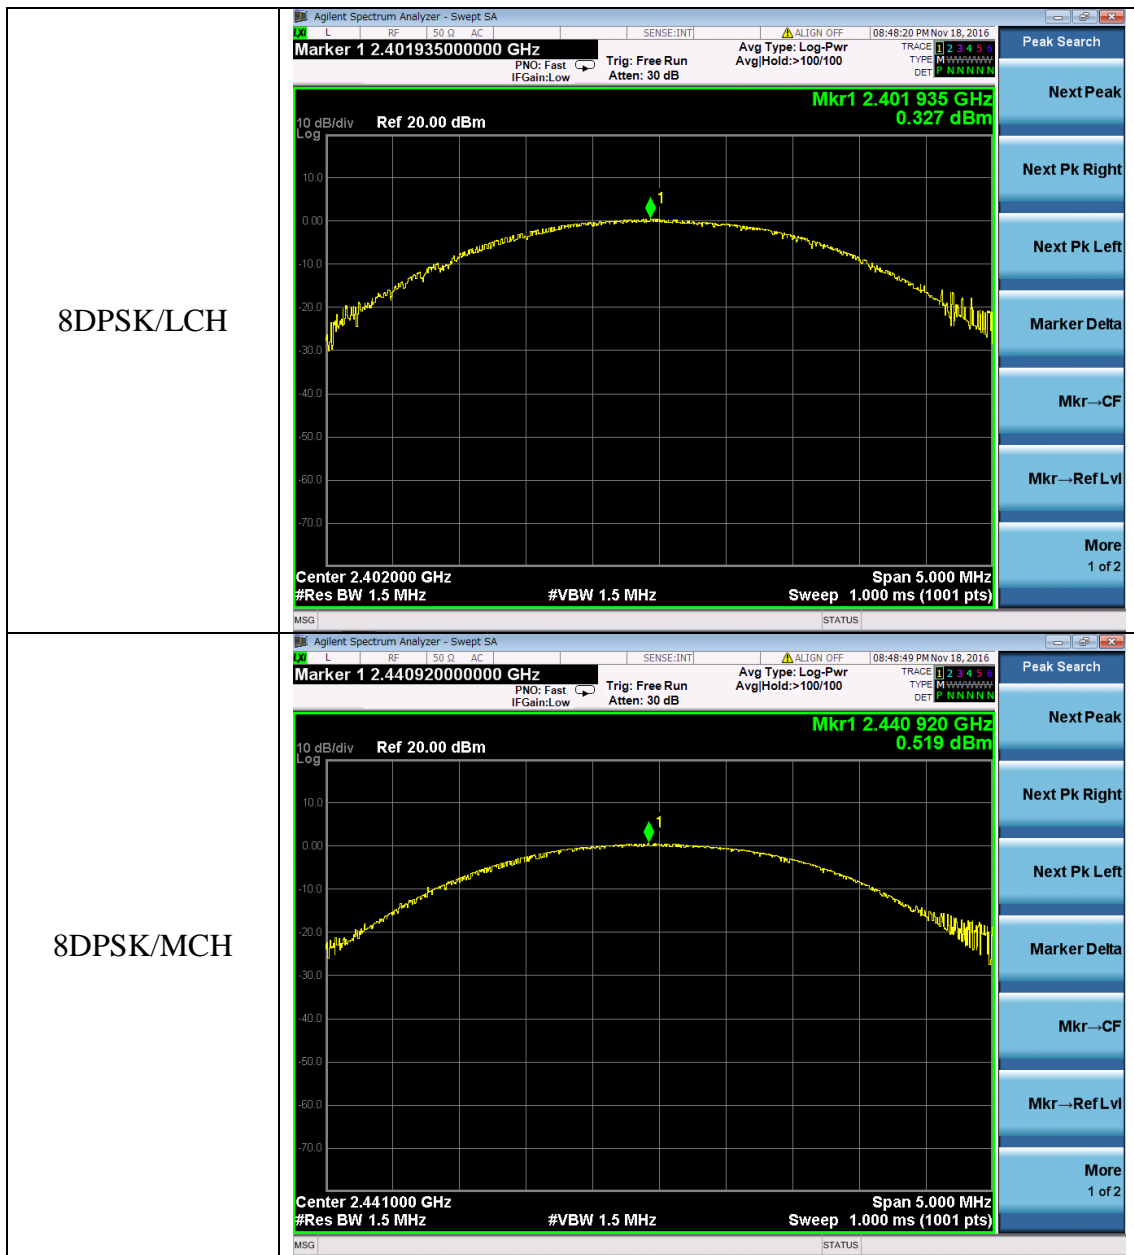 8DPSK/LCH
Agilent Spectrum Analyzer - Swept SA
LXI L RF 50 Ω AC SENSE:INT ALIGN OFF 08:48:20 PM Nov 18, 2016
Marker 1 2.401935000000 GHz
PNO: Fast
IFGain:Low
Trig: Free Run
Atten: 30 dB
Avg Type: Log-Pwr
Avg|Hold:>100/100
TRACE 1 2 3 4 5 6
TYPE M W W W W W
DET P N N N N N
Mkr1 2.401 935 GHz
0.327 dBm
10 dB/div Ref 20.00 dBm
Log
10.0
0.00
-10.0
-20.0
-30.0
-40.0
-50.0
-60.0
-70.0
1
Center 2.402000 GHz Span 5.000 MHz
#Res BW 1.5 MHz #VBW 1.5 MHz Sweep 1.000 ms (1001 pts)
MSG STATUS
Peak Search
Next Peak
Next Pk Right
Next Pk Left
Marker Delta
Mkr→CF
Mkr→Ref Lvl
More
1 of 2
8DPSK/MCH
Agilent Spectrum Analyzer - Swept SA
LXI L RF 50 Ω AC SENSE:INT ALIGN OFF 08:48:49 PM Nov 18, 2016
Marker 1 2.440920000000 GHz
PNO: Fast
IFGain:Low
Trig: Free Run
Atten: 30 dB
Avg Type: Log-Pwr
Avg|Hold:>100/100
TRACE 1 2 3 4 5 6
TYPE M W W W W W
DET P N N N N N
Mkr1 2.440 920 GHz
0.519 dBm
10 dB/div Ref 20.00 dBm
Log
10.0
0.00
-10.0
-20.0
-30.0
-40.0
-50.0
-60.0
-70.0
1
Center 2.441000 GHz Span 5.000 MHz
#Res BW 1.5 MHz #VBW 1.5 MHz Sweep 1.000 ms (1001 pts)
MSG STATUS
Peak Search
Next Peak
Next Pk Right
Next Pk Left
Marker Delta
Mkr→CF
Mkr→Ref Lvl
More
1 of 2